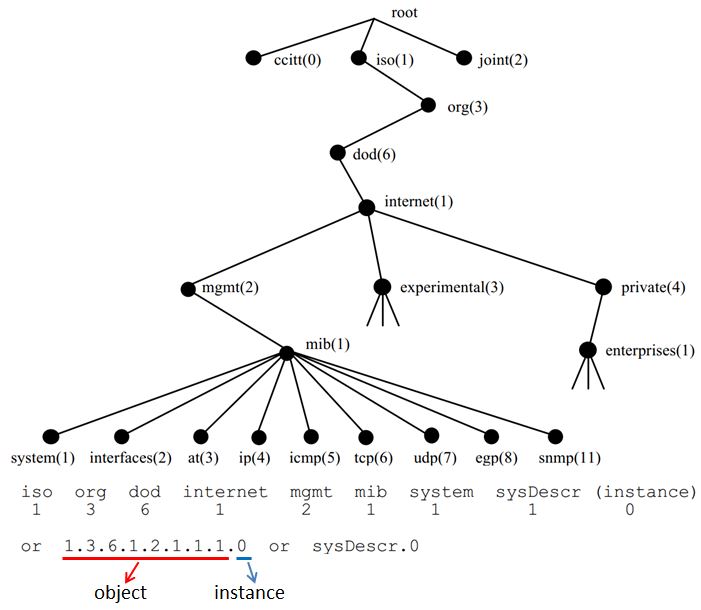 root
ccitt(0) iso(1) joint(2)
org(3)
dod(6)
internet(1)
mgmt(2) experimental(3) private(4)
mib(1) enterprises(1)
system(1) interfaces(2) at(3) ip(4) icmp(5) tcp(6) udp(7) egp(8) snmp(11)
iso org dod internet mgmt mib system sysDescr (instance)
1 3 6 1 2 1 1 1 0
or 1.3.6.1.2.1.1.1.0 or sysDescr.0
object instance